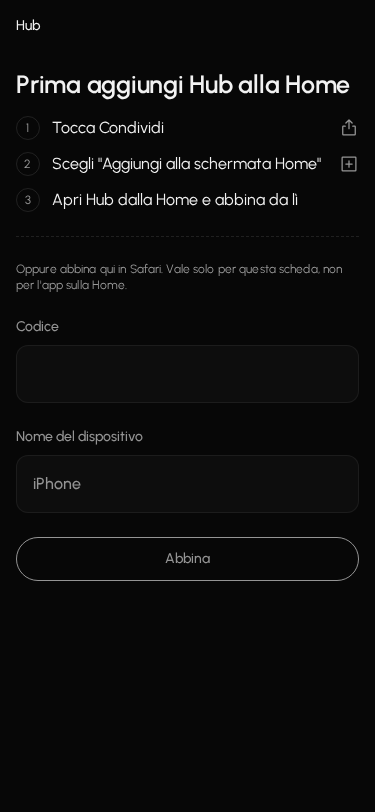 Hub
Prima aggiungi Hub alla Home
1 Tocca Condividi
2 Scegli "Aggiungi alla schermata Home"
3 Apri Hub dalla Home e abbina da lì
Oppure abbina qui in Safari. Vale solo per questa scheda, non
per l'app sulla Home.
Codice
Nome del dispositivo
iPhone
Abbina